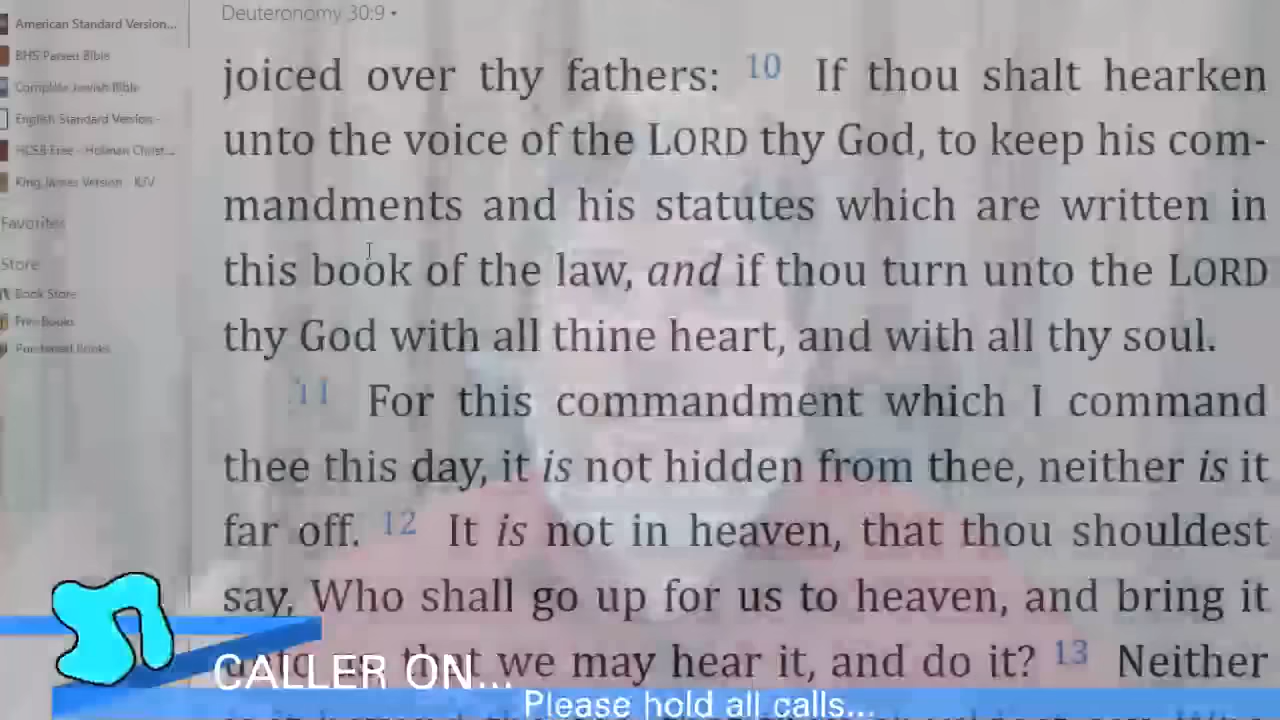 American Standard Version...
BHS Parsed Bible
Complete Jewish Bible
English Standard Version -
HCSB Free - Holman Christ...
King James Version - KJV
Favorites
Store
Book Store
Free Books
Purchased Books
Deuteronomy 30:9
joiced over thy fathers: 10 If thou shalt hearken
unto the voice of the LORD thy God, to keep his com-
mandments and his statutes which are written in
this book of the law, and if thou turn unto the LORD
thy God with all thine heart, and with all thy soul.
11 For this commandment which I command
thee this day, it is not hidden from thee, neither is it
far off. 12 It is not in heaven, that thou shouldest
say, Who shall go up for us to heaven, and bring it
unto us, that we may hear it, and do it? 13 Neither
CALLER ON...
Please hold all calls...